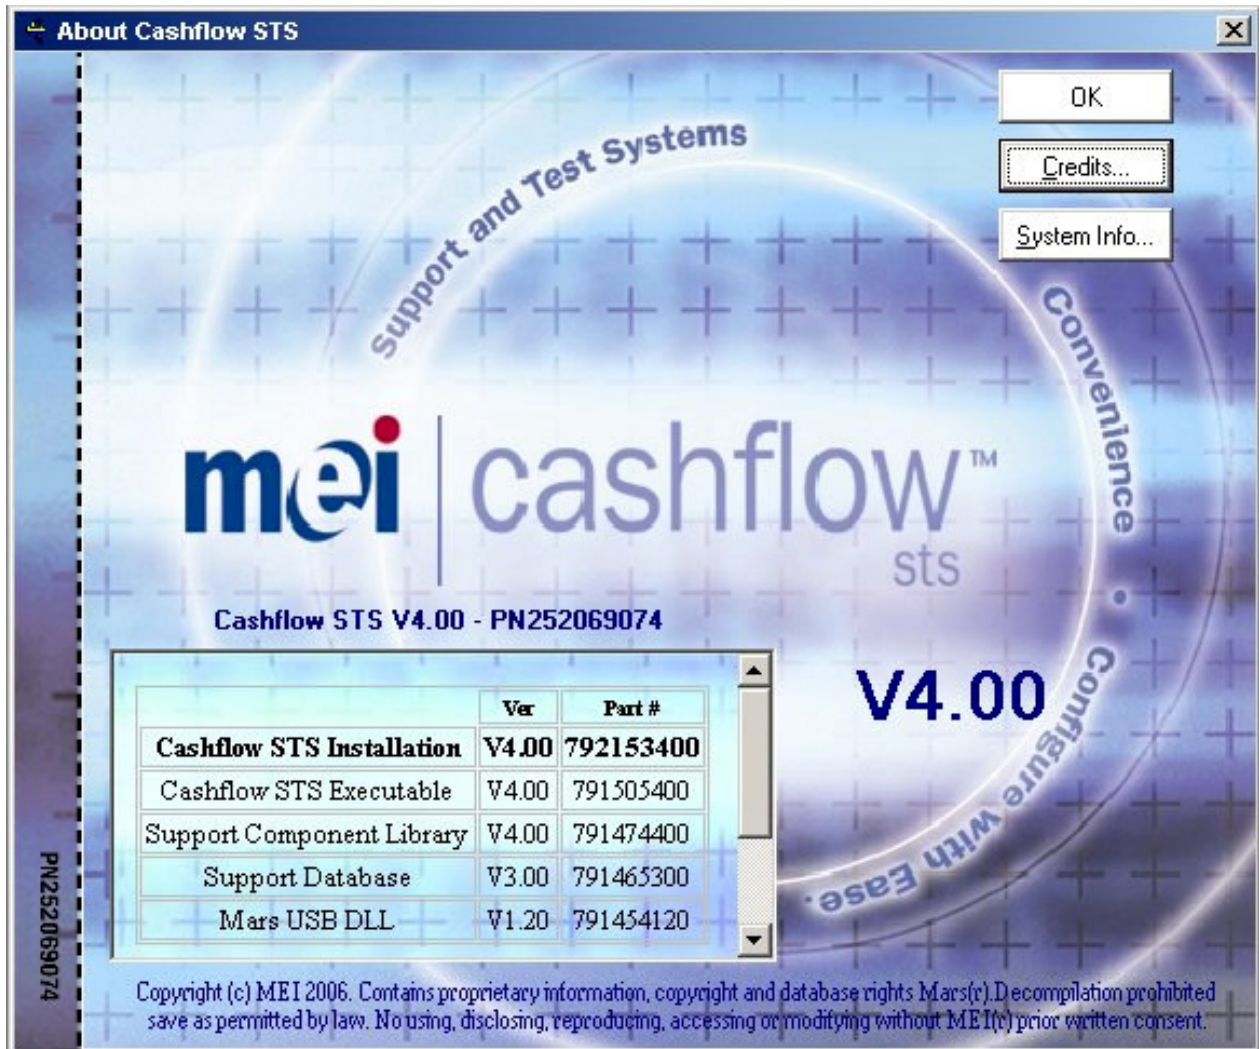 About Cashflow STS
OK
Credits...
System Info...
Support and Test Systems
Convenience • Configure with Ease.
mei cashflow™
sts
Cashflow STS V4.00 - PN252069074
V4.00
Ver Part #
Cashflow STS Installation V4.00 792153400
Cashflow STS Executable V4.00 791505400
Support Component Library V4.00 791474400
Support Database V3.00 791465300
Mars USB DLL V1.20 791454120
PN252069074
Copyright (c) MEI 2006. Contains proprietary information, copyright and database rights Mars(r).Decompilation prohibited
save as permitted by law. No using, disclosing, reproducing, accessing or modifying without MEI(r) prior written consent.